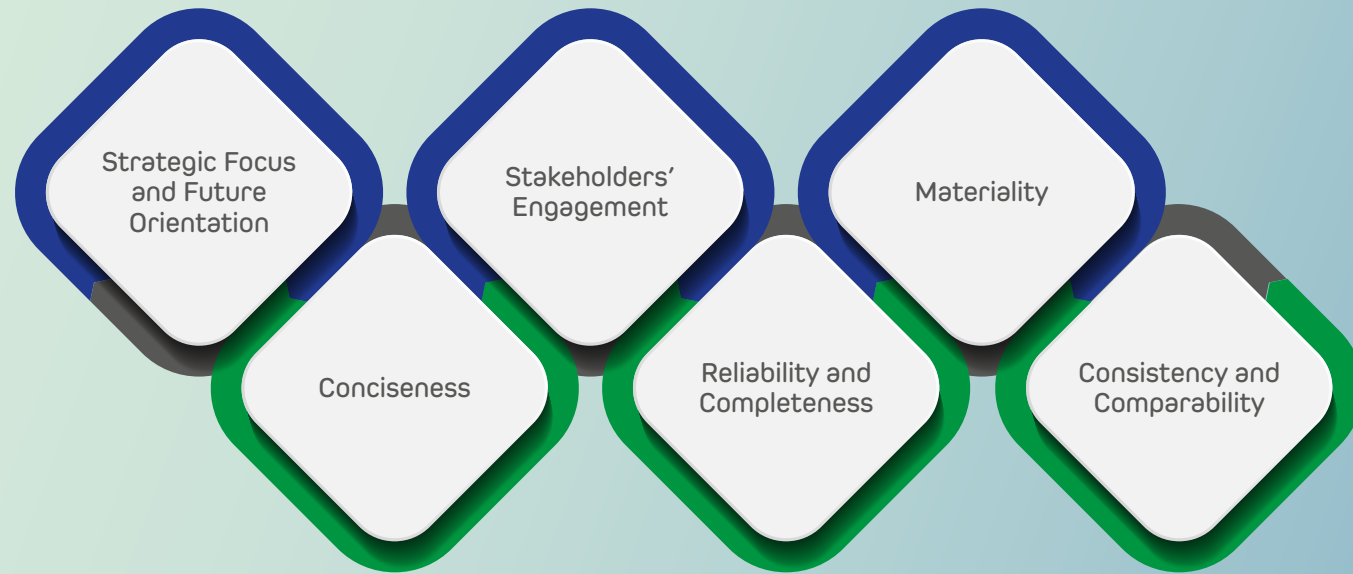 Strategic Focus
and Future
Orientation
Stakeholders’
Engagement
Materiality
Conciseness
Reliability and
Completeness
Consistency and
Comparability